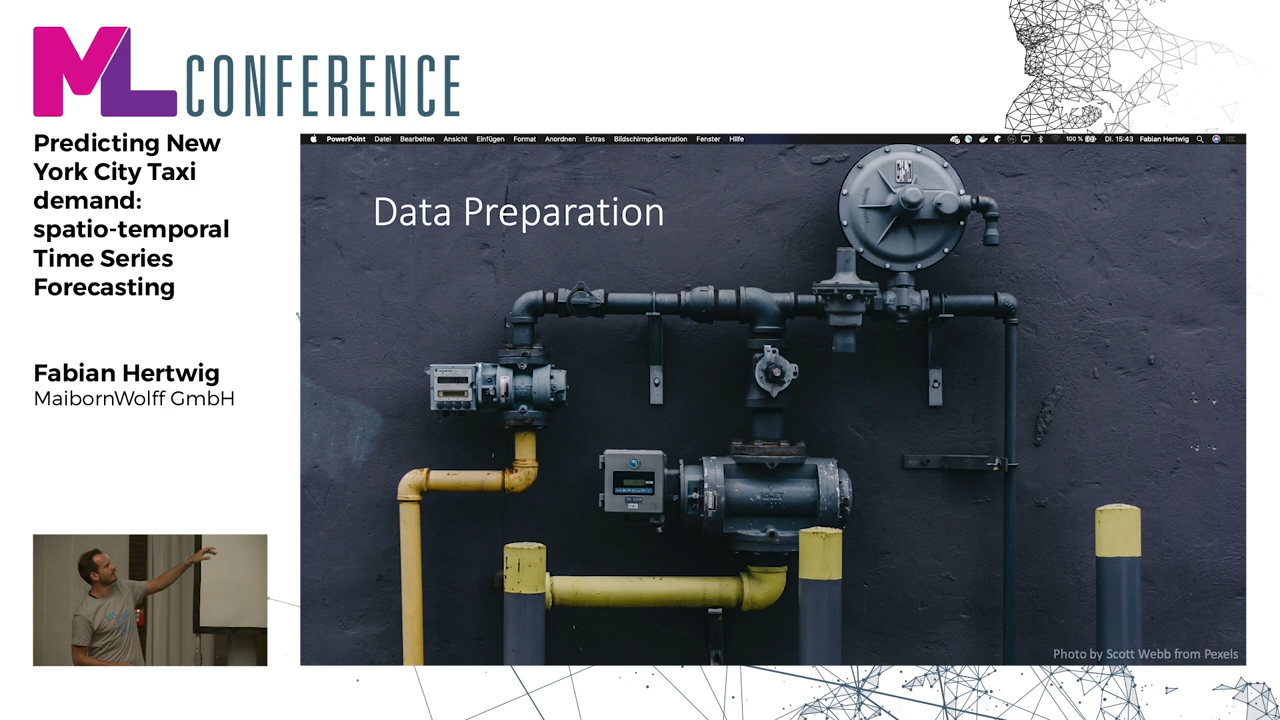 ML CONFERENCE
Predicting New
York City Taxi
demand:
spatio-temporal
Time Series
Forecasting
Fabian Hertwig
MaibornWolff GmbH
PowerPoint Datei Bearbeiten Ansicht Einfügen Format Anordnen Extras Bildschirmpräsentation Fenster Hilfe
100 % Di. 15:43 Fabian Hertwig
Data Preparation
Photo by Scott Webb from Pexels